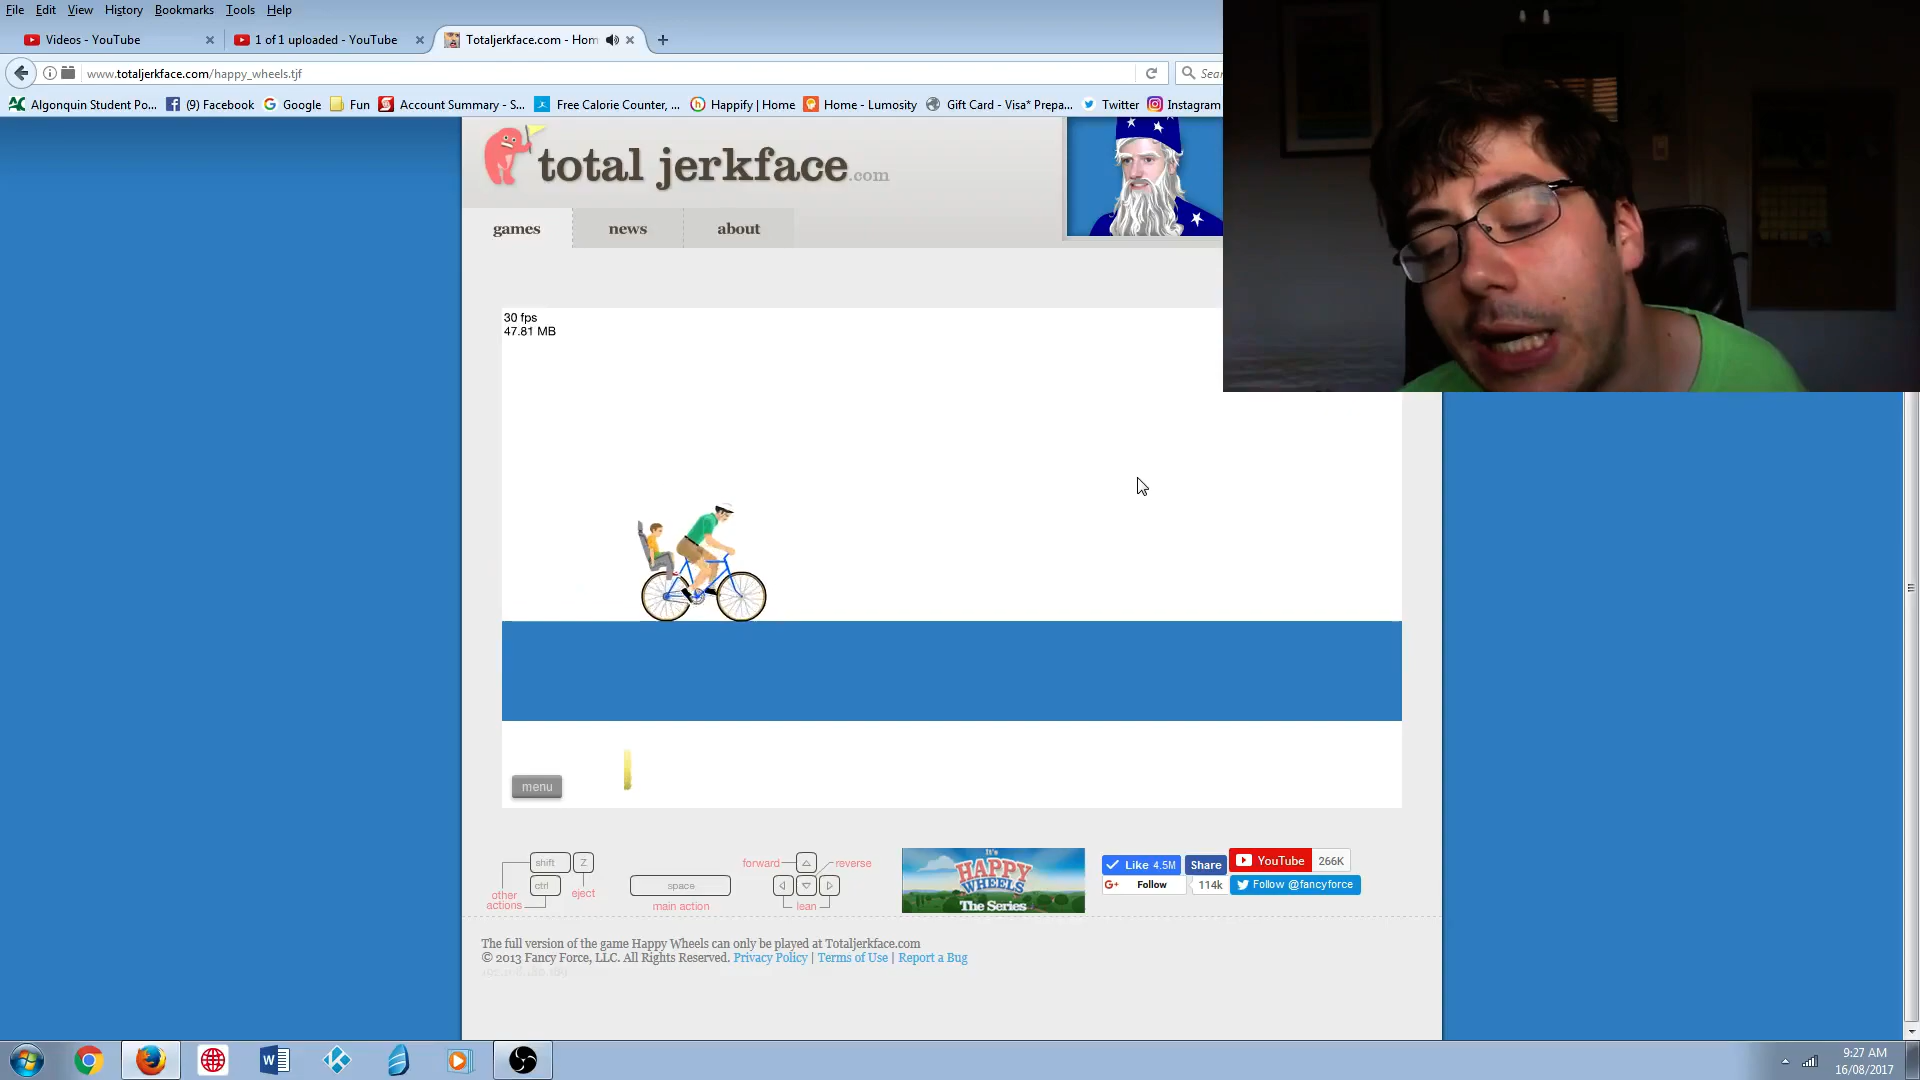 File Edit View History Bookmarks Tools Help
Videos - YouTube
1 of 1 uploaded - YouTube
Totaljerkface.com - Hom
www.totaljerkface.com/happy_wheels.tjf
Algonquin Student Po...
(9) Facebook
Google
Fun
Account Summary - S...
Free Calorie Counter, ...
Happify | Home
Home - Lumosity
Gift Card - Visa* Prepa...
Twitter
Instagram
total jerkface.com
games
news
about
30 fps
47.81 MB
menu
shift
Z
ctrl
other actions
eject
space
main action
forward
reverse
lean
It's
HAPPY
WHEELS
The Series
Like 4.5M
Share
YouTube
266K
G+ Follow
114k
Follow @fancyforce
The full version of the game Happy Wheels can only be played at Totaljerkface.com
© 2013 Fancy Force, LLC. All Rights Reserved. Privacy Policy | Terms of Use | Report a Bug
9:27 AM
16/08/2017